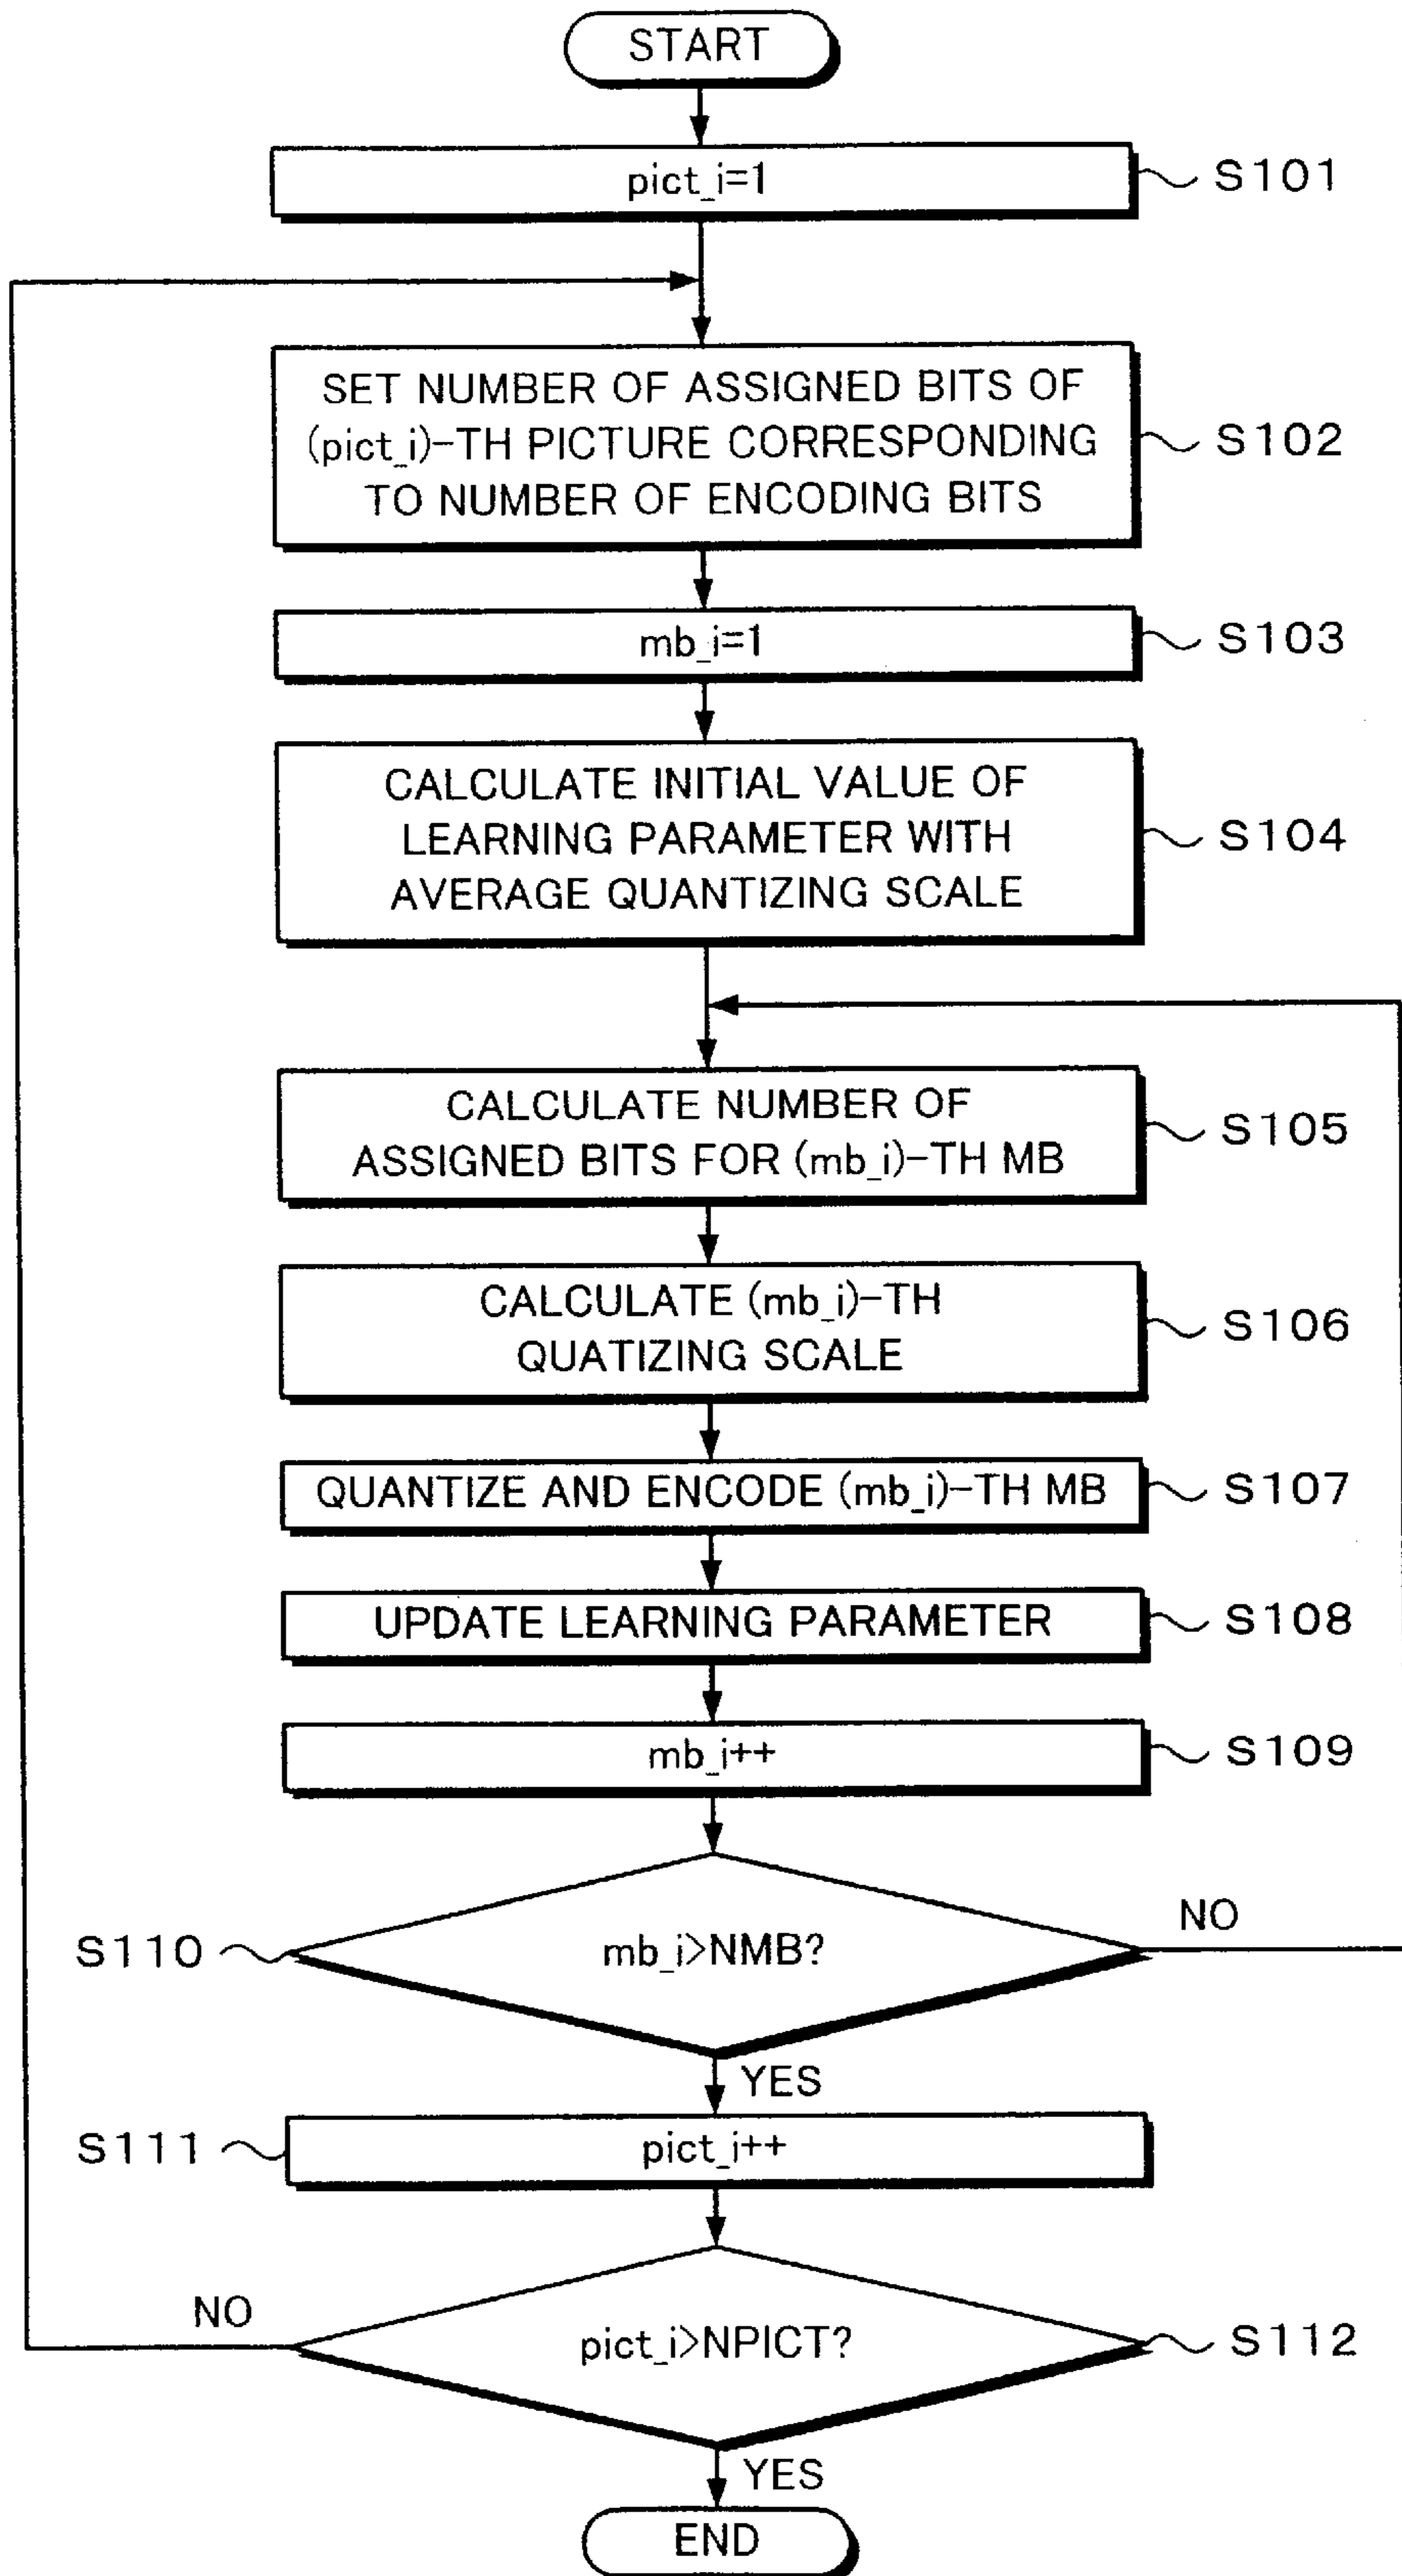 START
pict_i=1
S101
SET NUMBER OF ASSIGNED BITS OF
(pict_i)-TH PICTURE CORRESPONDING
TO NUMBER OF ENCODING BITS
S102
mb_i=1
S103
CALCULATE INITIAL VALUE OF
LEARNING PARAMETER WITH
AVERAGE QUANTIZING SCALE
S104
CALCULATE NUMBER OF
ASSIGNED BITS FOR (mb_i)-TH MB
S105
CALCULATE (mb_i)-TH
QUATIZING SCALE
S106
QUANTIZE AND ENCODE (mb_i)-TH MB
S107
UPDATE LEARNING PARAMETER
S108
mb_i++
S109
S110
mb_i>NMB?
NO
YES
S111
pict_i++
NO
pict_i>NPICT?
S112
YES
END